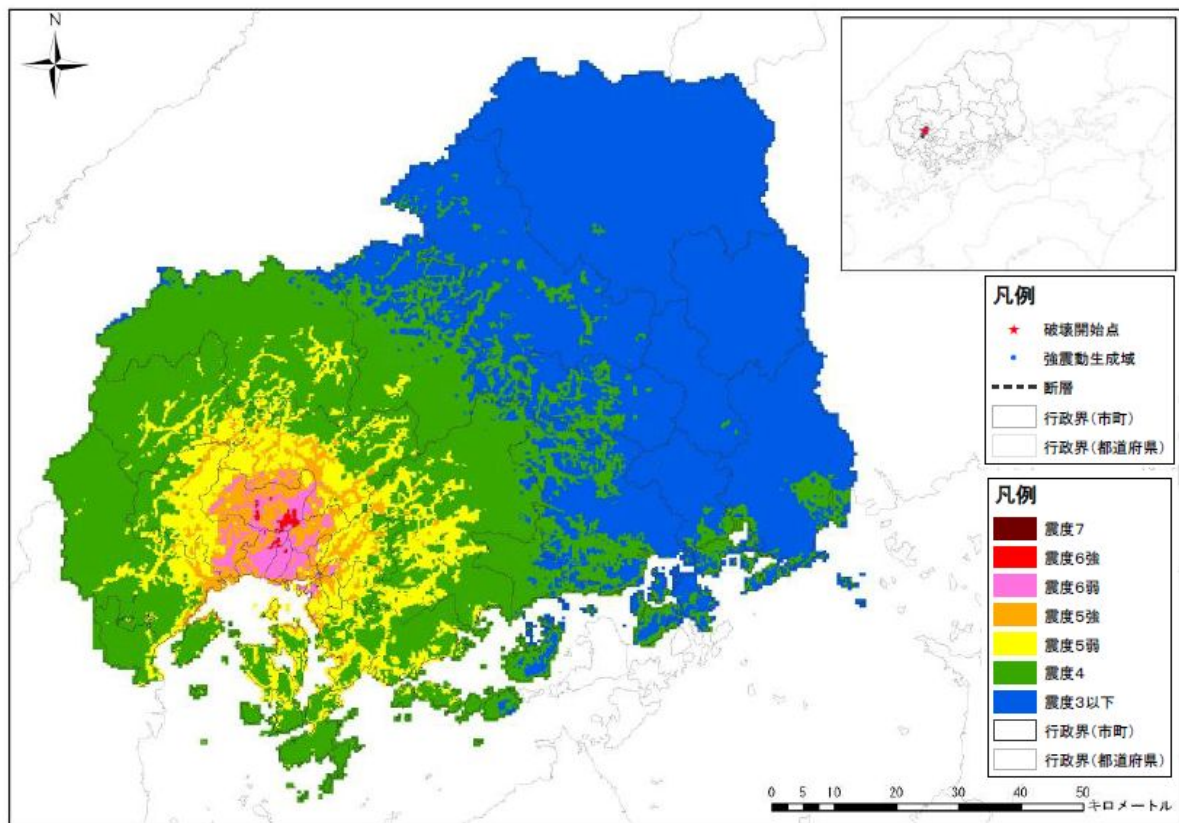 N
凡例
破壊開始点
強震動生成域
断層
行政界(市町)
行政界(都道府県)
凡例
震度7
震度6強
震度6弱
震度5強
震度5弱
震度4
震度3以下
行政界(市町)
行政界(都道府県)
0 5 10 20 30 40 50 キロメートル